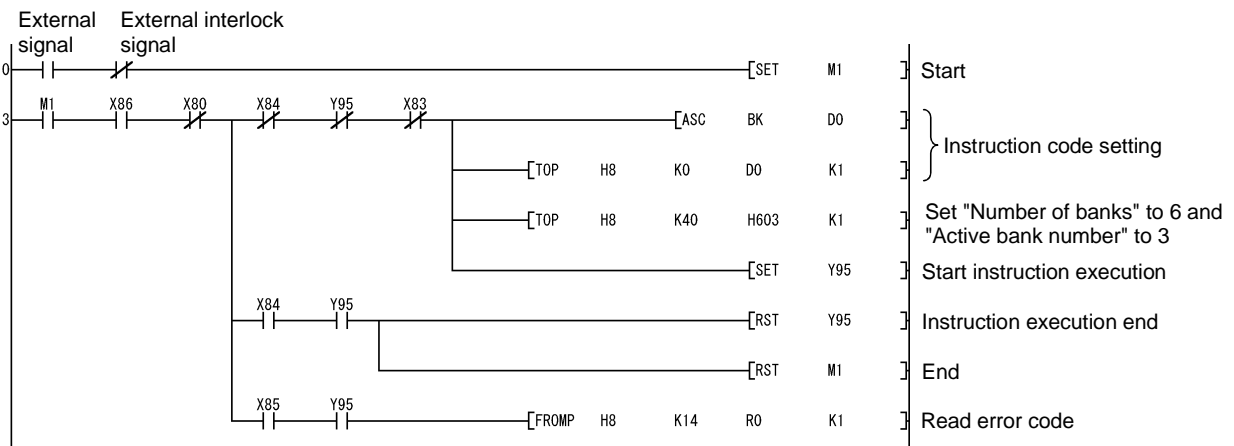 External signal
External interlock signal
0
[SET M1 ]
Start
3
M1 X86 X80 X84 Y95 X83
[ASC BK D0 ]
Instruction code setting
[TOP H8 K0 D0 K1 ]
[TOP H8 K40 H603 K1 ]
Set "Number of banks" to 6 and
"Active bank number" to 3
[SET Y95 ]
Start instruction execution
X84 Y95
[RST Y95 ]
Instruction execution end
[RST M1 ]
End
X85 Y95
[FROMP H8 K14 R0 K1 ]
Read error code